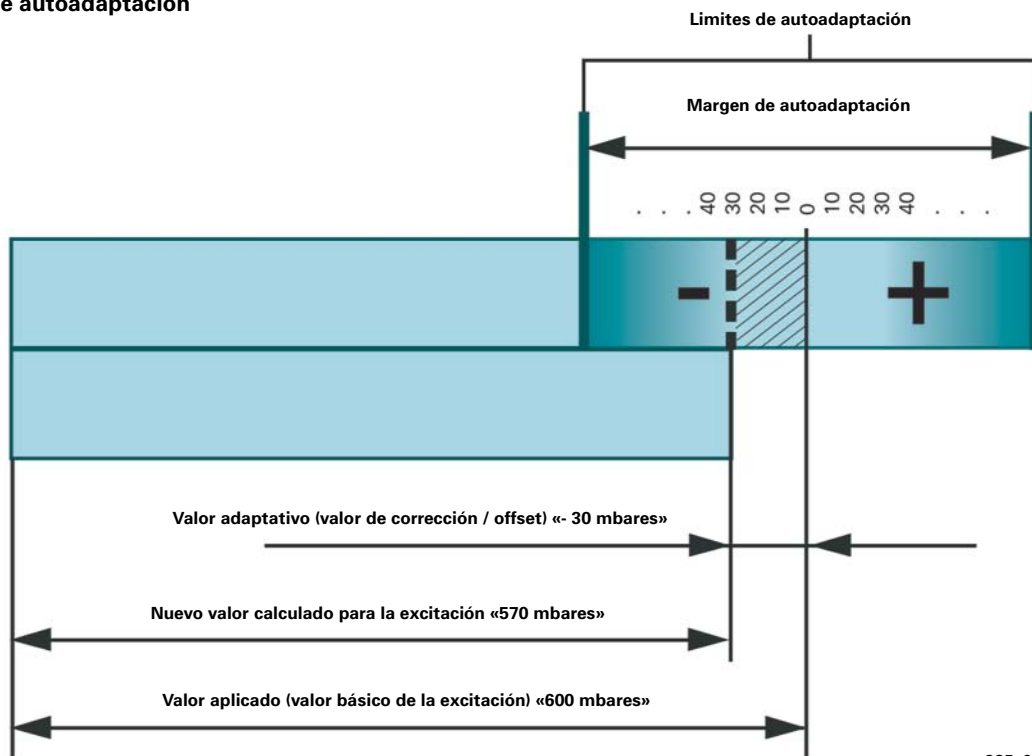 e autoadaptación
Limites de autoadaptación
Margen de autoadaptación
. . . 40 30 20 10 0 10 20 30 40 . . .
- +
Valor adaptativo (valor de corrección / offset) «- 30 mbares»
Nuevo valor calculado para la excitación «570 mbares»
Valor aplicado (valor básico de la excitación) «600 mbares»